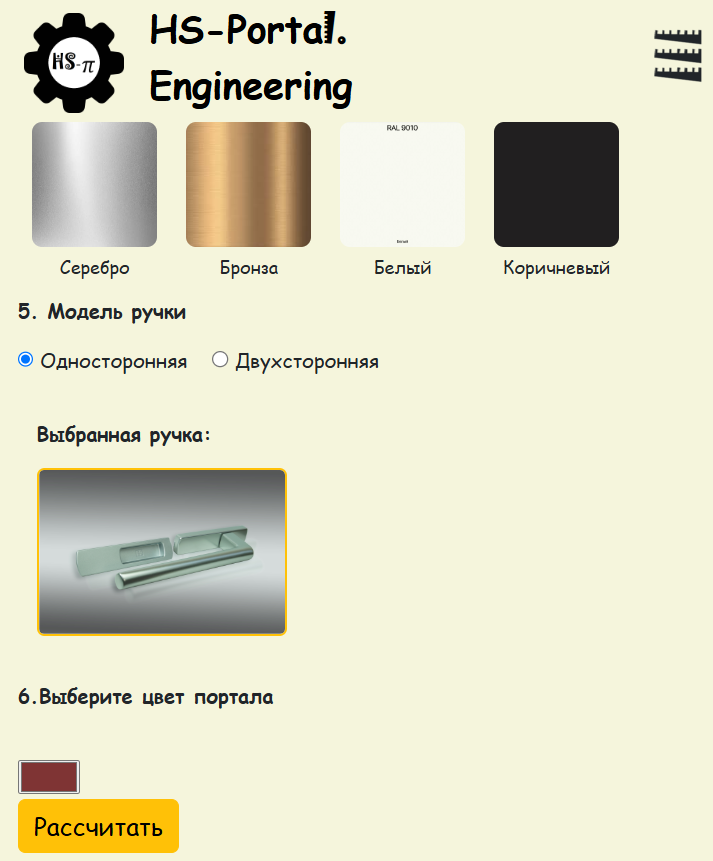 HS-π
HS-Portal.
Engineering
RAL 9010
Серебро
Бронза
Белый
Коричневый
5. Модель ручки
Односторонняя
Двухсторонняя
Выбранная ручка:
6.Выберите цвет портала
Рассчитать